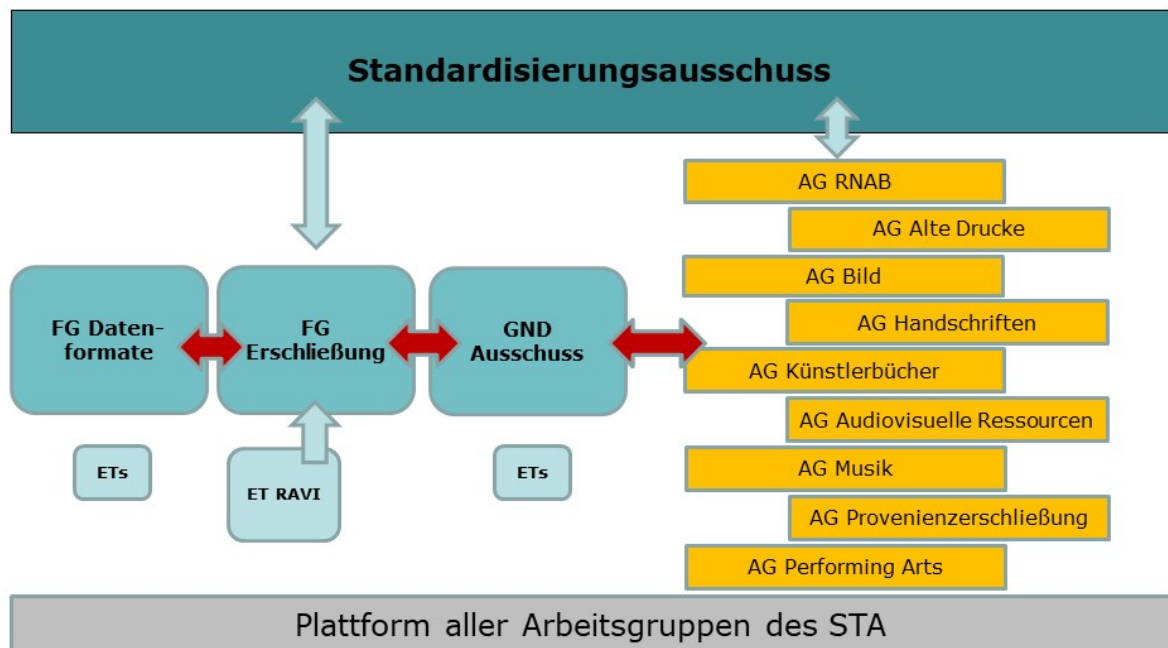 Standardisierungsausschuss
AG RNAB
AG Alte Drucke
AG Bild
AG Handschriften
AG Künstlerbücher
AG Audiovisuelle Ressourcen
AG Musik
AG Provenienzerschließung
AG Performing Arts
FG Daten-
formate
FG
Erschließung
GND
Ausschuss
ETs
ET RAVI
ETs
Plattform aller Arbeitsgruppen des STA